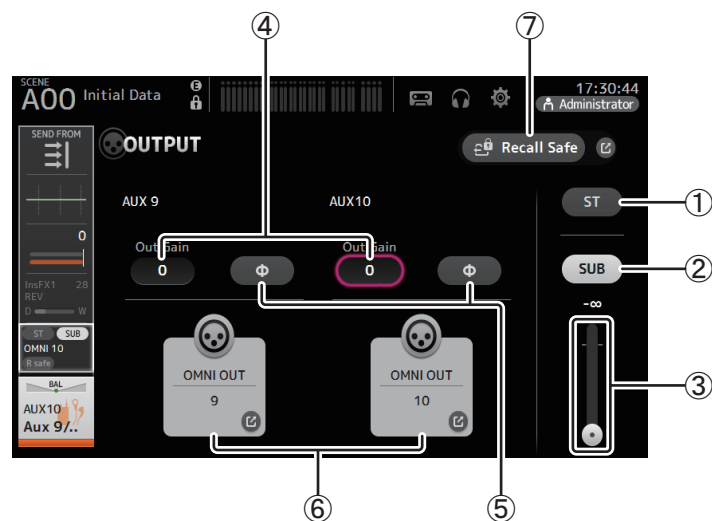 ④ ⑦
SCENE
A00 Initial Data E
17:30:44
Administrator
SEND FROM
OUTPUT
Recall Safe
AUX 9 AUX10
ST ①
0
Out Gain Out Gain
0 Φ 0 Φ
SUB ②
InsFX1 28
REV
D W
-∞
ST SUB
OMNI 10
R safe
OMNI OUT OMNI OUT
9 10
③
BAL
AUX10
Aux 9/..
⑥ ⑤